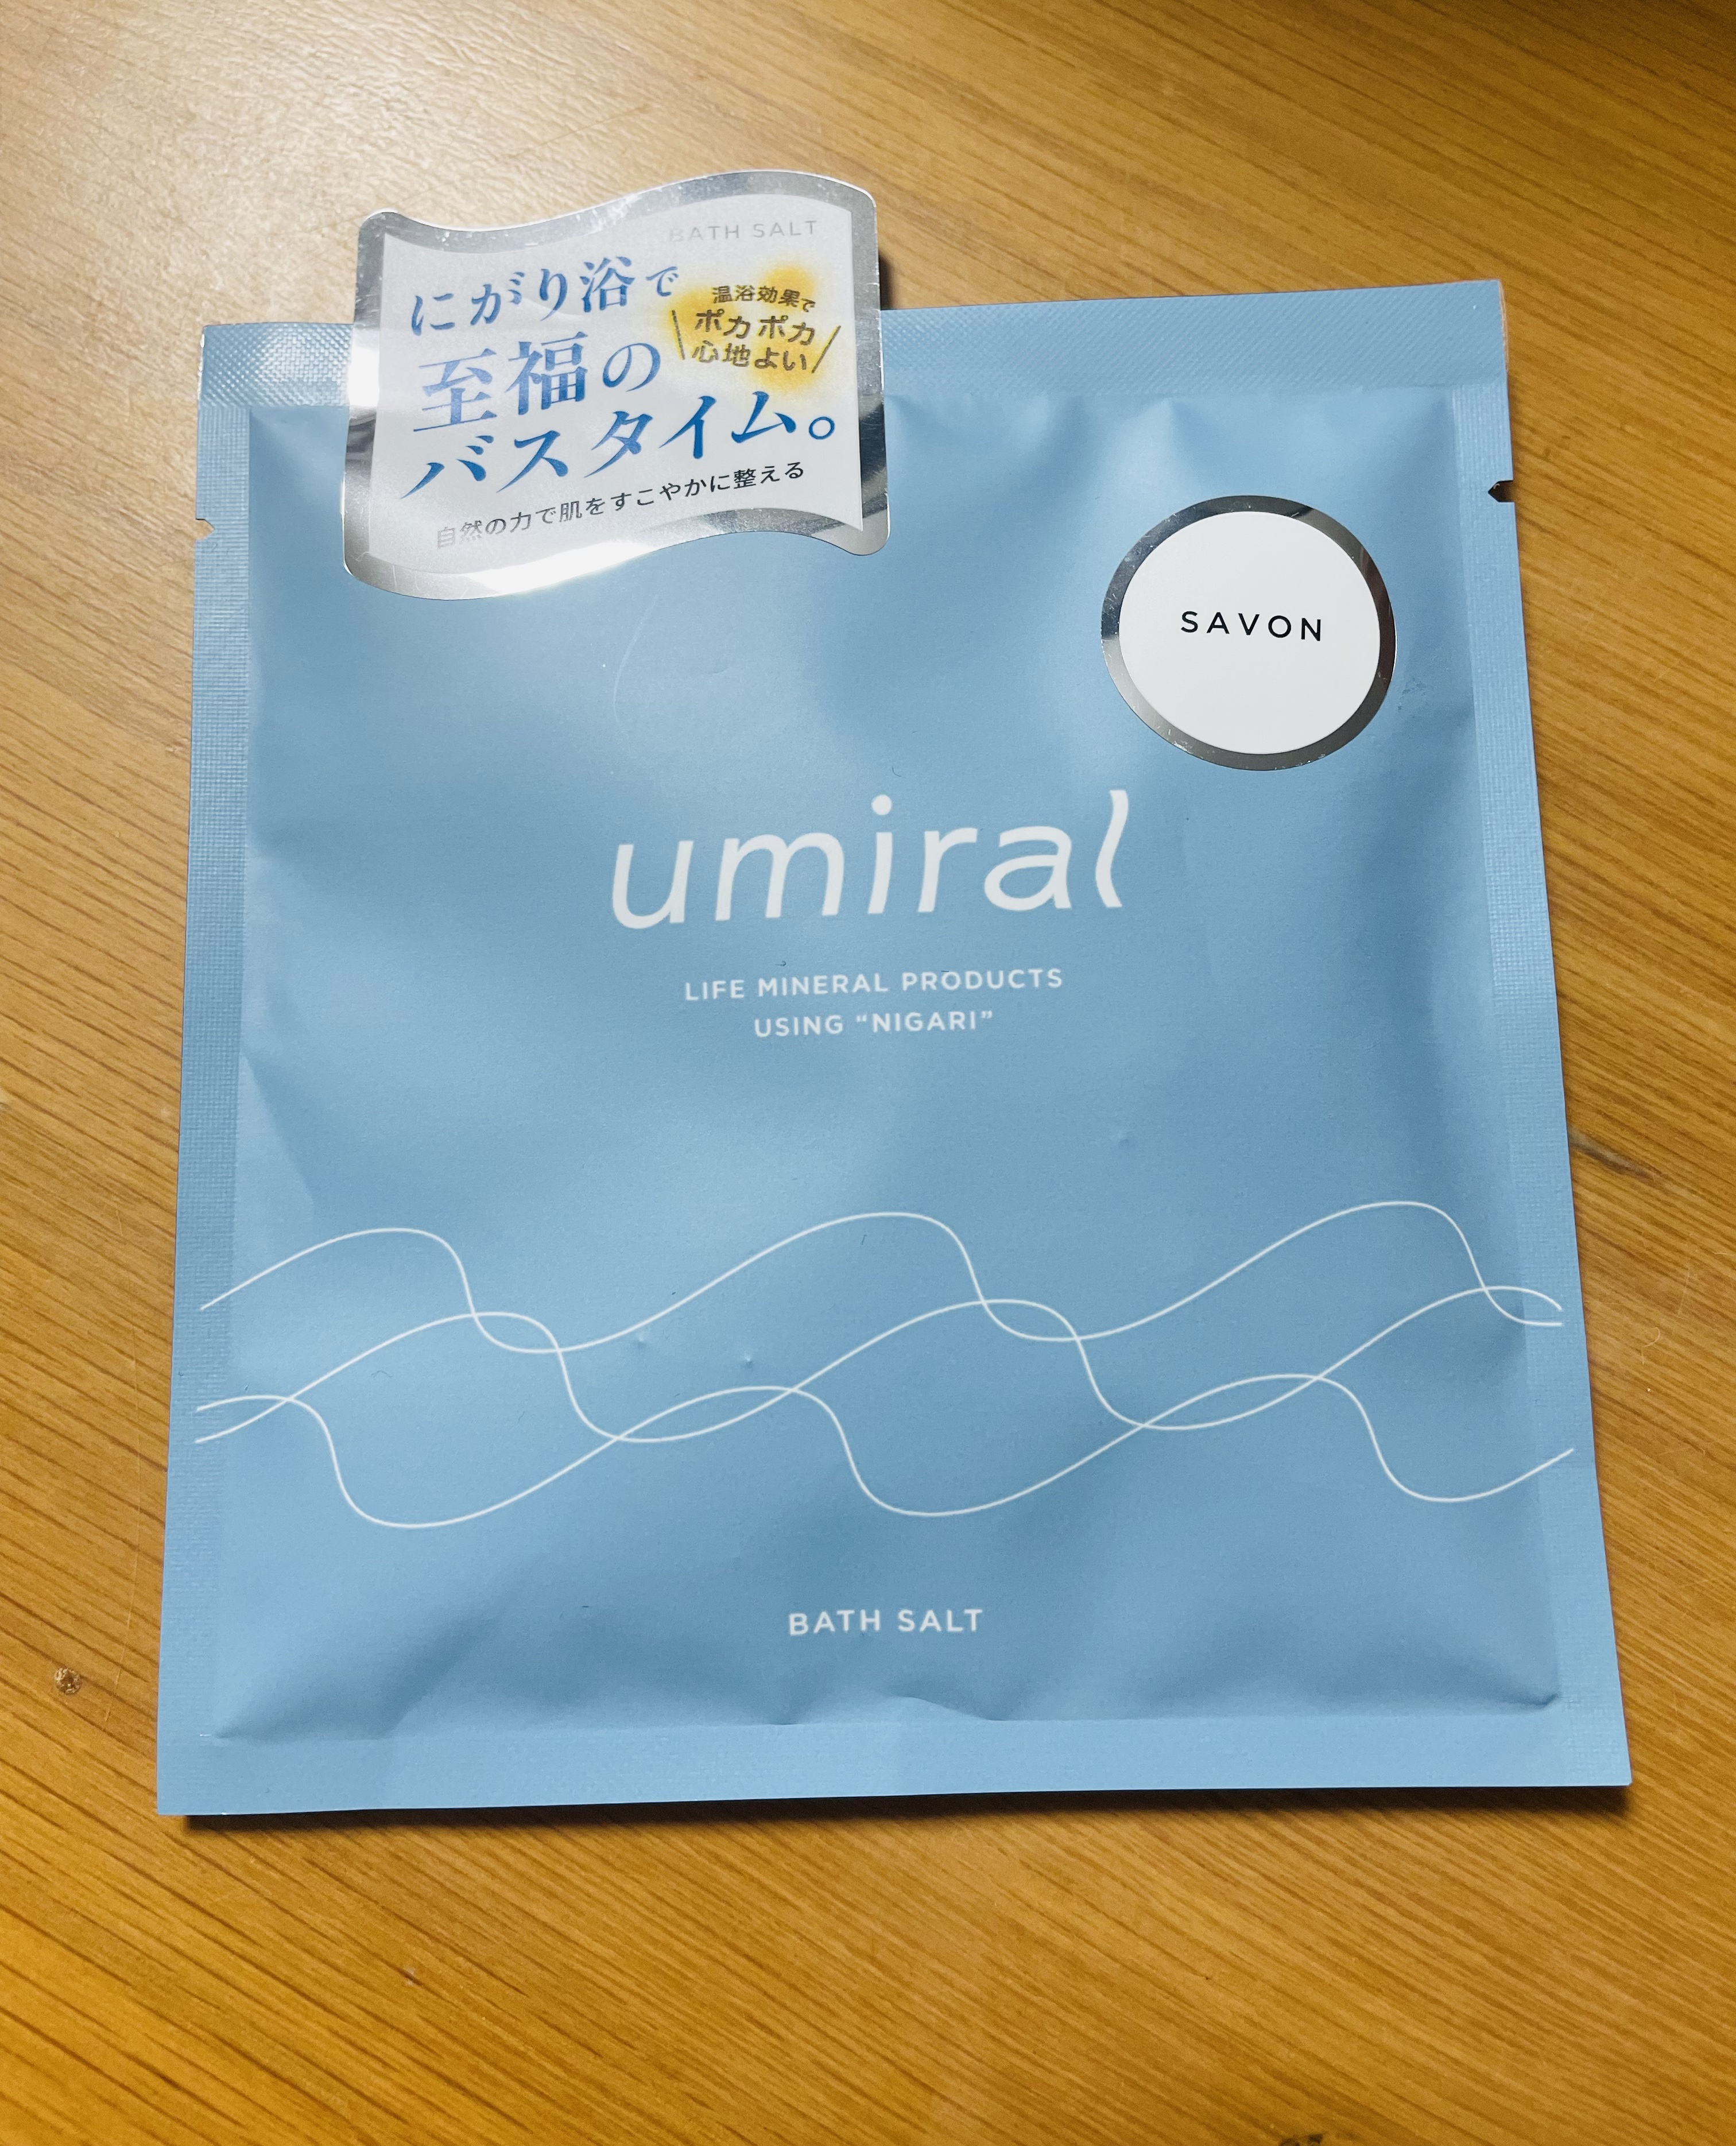 BATH SALT
にがり浴で
至福の
バスタイム。
温浴効果で
ポカポカ
心地よい
自然の力で肌をすこやかに整える
SAVON
umiral
LIFE MINERAL PRODUCTS
USING “NIGARI”
BATH SALT